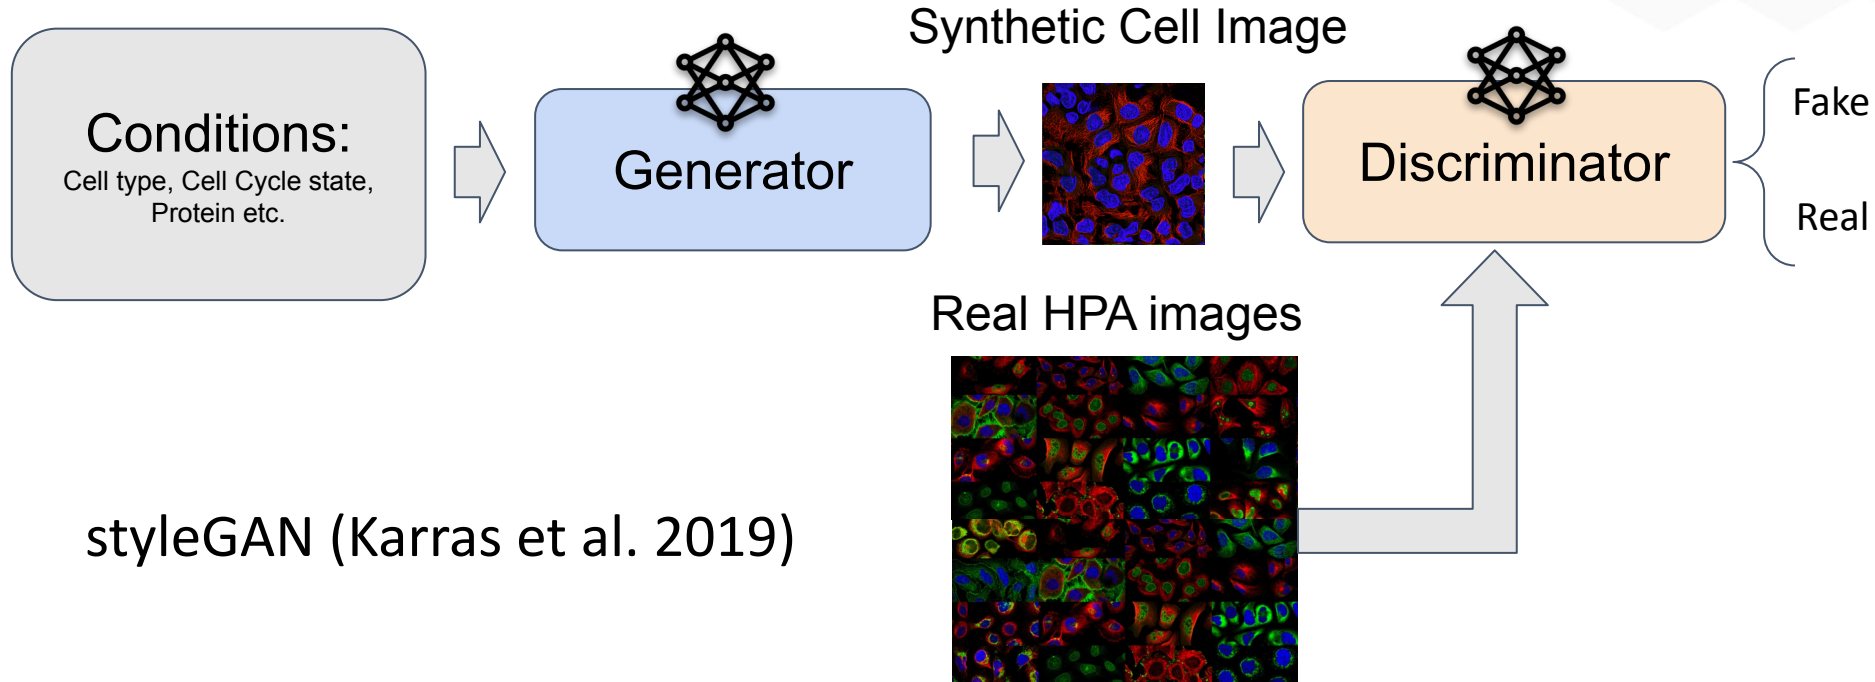 Synthetic Cell Image
Conditions:
Cell type, Cell Cycle state,
Protein etc.
Generator
Discriminator
Fake
Real
Real HPA images
styleGAN (Karras et al. 2019)